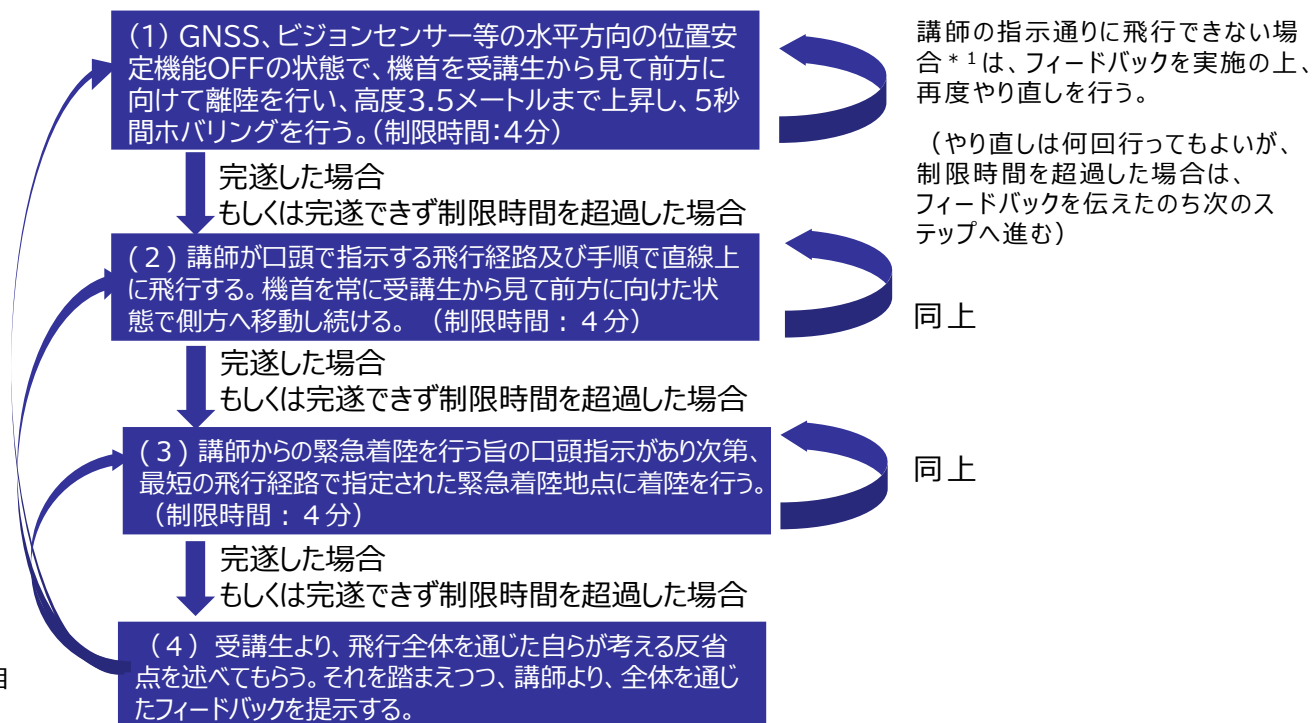 (1) GNSS、ビジョンセンサー等の水平方向の位置安
定機能OFFの状態で、機首を受講生から見て前方に
向けて離陸を行い、高度3.5メートルまで上昇し、5秒
間ホバリングを行う。(制限時間:4分)
講師の指示通りに飛行できない場
合*1は、フィードバックを実施の上、
再度やり直しを行う。
(やり直しは何回行ってもよいが、
制限時間を超過した場合は、
フィードバックを伝えたのち次のス
テップへ進む)
完遂した場合
もしくは完遂できず制限時間を超過した場合
(2)講師が口頭で指示する飛行経路及び手順で直線上
に飛行する。機首を常に受講生から見て前方に向けた状
態で側方へ移動し続ける。(制限時間:4分)
同上
完遂した場合
もしくは完遂できず制限時間を超過した場合
(3)講師からの緊急着陸を行う旨の口頭指示があり次第、
最短の飛行経路で指定された緊急着陸地点に着陸を行う。
(制限時間:4分)
同上
完遂した場合
もしくは完遂できず制限時間を超過した場合
(4)受講生より、飛行全体を通じた自らが考える反省
点を述べてもらう。それを踏まえつつ、講師より、全体を通じ
たフィードバックを提示する。